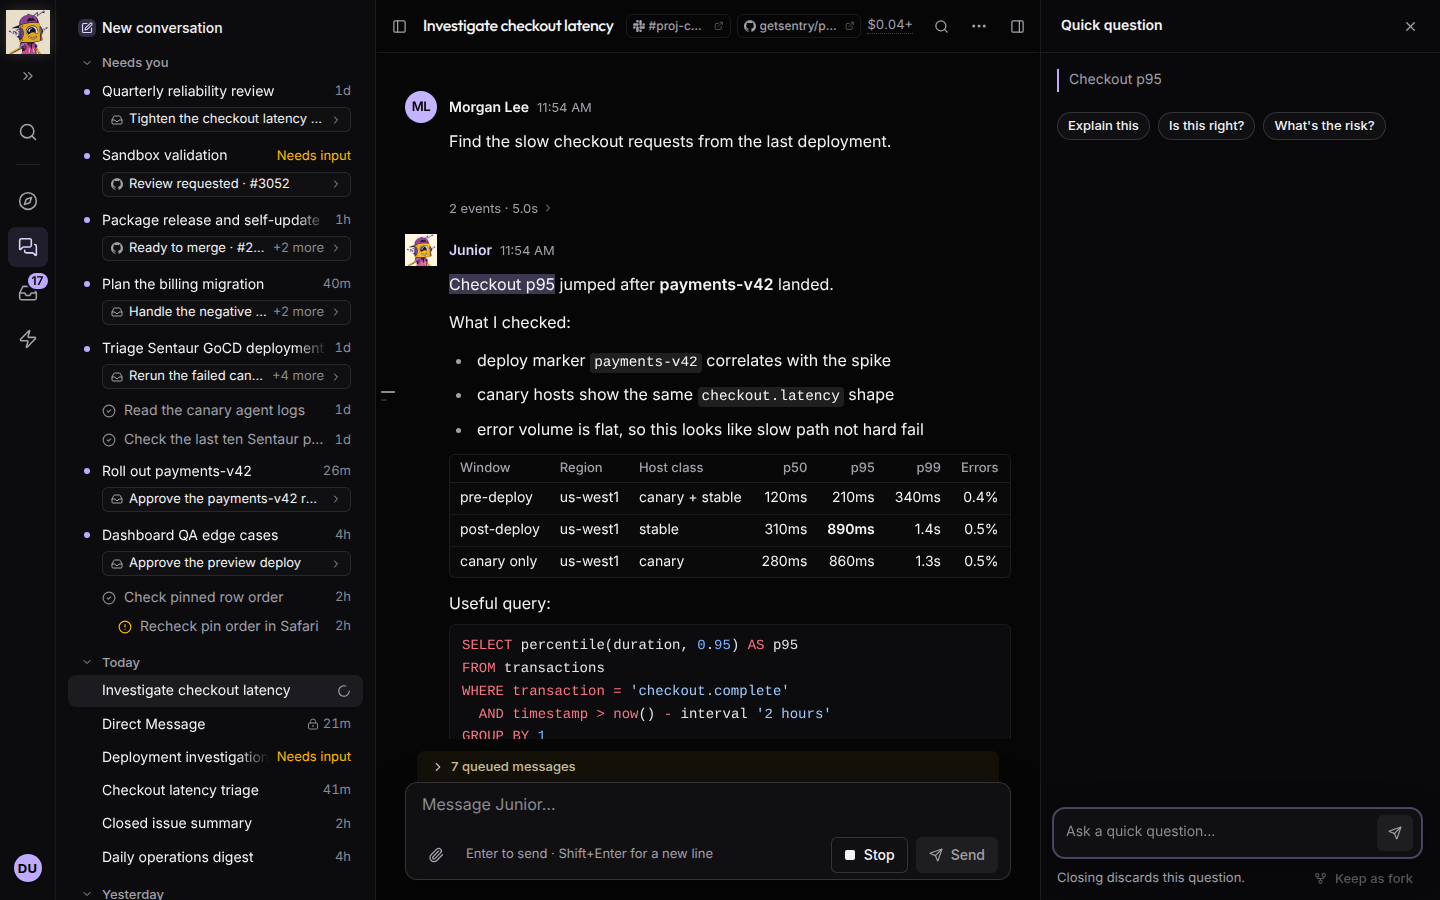 New conversation
Needs you
Quarterly reliability review 1d
Tighten the checkout latency ...
Sandbox validation Needs input
Review requested · #3052
Package release and self-update 1h
Ready to merge · #2... +2 more
Plan the billing migration 40m
Handle the negative ... +2 more
Triage Sentaur GoCD deployment 1d
Rerun the failed can... +4 more
Read the canary agent logs 1d
Check the last ten Sentaur p... 1d
Roll out payments-v42 26m
Approve the payments-v42 r...
Dashboard QA edge cases 4h
Approve the preview deploy
Check pinned row order 2h
Recheck pin order in Safari 2h
Today
Investigate checkout latency
Direct Message 21m
Deployment investigation Needs input
Checkout latency triage 41m
Closed issue summary 2h
Daily operations digest 4h
Yesterday
17
DU
Investigate checkout latency #proj-c... getsentry/p... $0.04+
ML Morgan Lee 11:54 AM
Find the slow checkout requests from the last deployment.
2 events · 5.0s
Junior 11:54 AM
Checkout p95 jumped after payments-v42 landed.
What I checked:
deploy marker payments-v42 correlates with the spike
canary hosts show the same checkout.latency shape
error volume is flat, so this looks like slow path not hard fail
Window Region Host class p50 p95 p99 Errors
pre-deploy us-west1 canary + stable 120ms 210ms 340ms 0.4%
post-deploy us-west1 stable 310ms 890ms 1.4s 0.5%
canary only us-west1 canary 280ms 860ms 1.3s 0.5%
Useful query:
SELECT percentile(duration, 0.95) AS p95
FROM transactions
WHERE transaction = 'checkout.complete'
AND timestamp > now() - interval '2 hours'
GROUP BY 1
7 queued messages
Message Junior...
Enter to send · Shift+Enter for a new line Stop Send
Quick question
Checkout p95
Explain this Is this right? What's the risk?
Ask a quick question...
Closing discards this question. Keep as fork